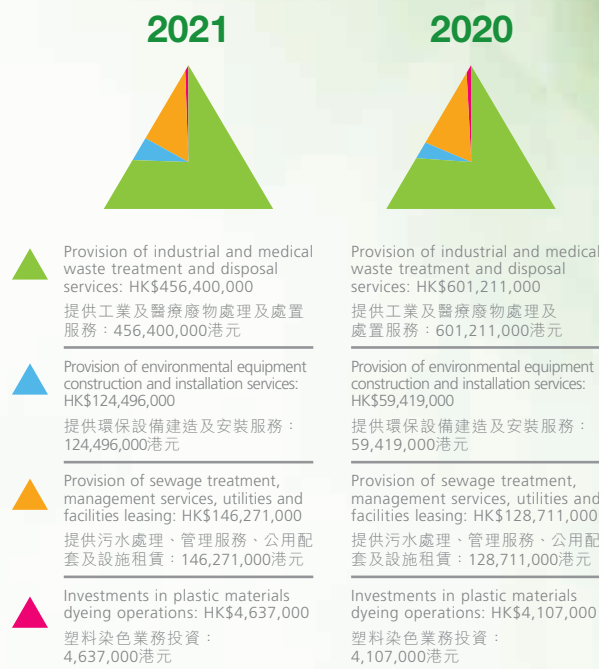 2021
Provision of industrial and medical
waste treatment and disposal
services: HK$456,400,000
提供工業及醫療廢物處理及處置
服務：456,400,000港元
Provision of environmental equipment
construction and installation services:
HK$124,496,000
提供環保設備建造及安裝服務：
124,496,000港元
Provision of sewage treatment,
management services, utilities and
facilities leasing: HK$146,271,000
提供污水處理、管理服務、公用配
套及設施租賃：146,271,000港元
Investments in plastic materials
dyeing operations: HK$4,637,000
塑料染色業務投資：
4,637,000港元
2020
Provision of industrial and medical
waste treatment and disposal
services: HK$601,211,000
提供工業及醫療廢物處理及
處置服務：601,211,000港元
Provision of environmental equipment
construction and installation services:
HK$59,419,000
提供環保設備建造及安裝服務：
59,419,000港元
Provision of sewage treatment,
management services, utilities and
facilities leasing: HK$128,711,000
提供污水處理、管理服務、公用配
套及設施租賃：128,711,000港元
Investments in plastic materials
dyeing operations: HK$4,107,000
塑料染色業務投資：
4,107,000港元